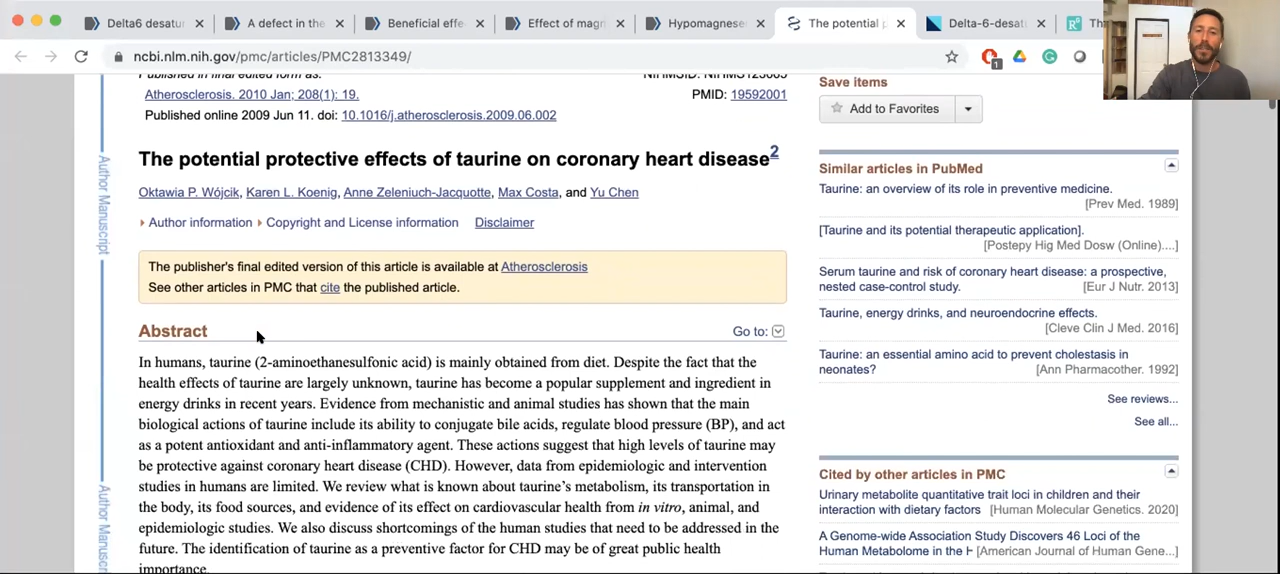 Delta6 desatur
A defect in the
Beneficial effe
Effect of magr
Hypomagnese
The potential p
Delta-6-desat
Th
ncbi.nlm.nih.gov/pmc/articles/PMC2813349/
Atherosclerosis. 2010 Jan; 208(1): 19.
PMID: 19592001
Published online 2009 Jun 11. doi: 10.1016/j.atherosclerosis.2009.06.002
The potential protective effects of taurine on coronary heart disease2
Oktawia P. Wójcik, Karen L. Koenig, Anne Zeleniuch-Jacquotte, Max Costa, and Yu Chen
Author information Copyright and License information Disclaimer
The publisher's final edited version of this article is available at Atherosclerosis
See other articles in PMC that cite the published article.
Abstract
Go to:
In humans, taurine (2-aminoethanesulfonic acid) is mainly obtained from diet. Despite the fact that the
health effects of taurine are largely unknown, taurine has become a popular supplement and ingredient in
energy drinks in recent years. Evidence from mechanistic and animal studies has shown that the main
biological actions of taurine include its ability to conjugate bile acids, regulate blood pressure (BP), and act
as a potent antioxidant and anti-inflammatory agent. These actions suggest that high levels of taurine may
be protective against coronary heart disease (CHD). However, data from epidemiologic and intervention
studies in humans are limited. We review what is known about taurine's metabolism, its transportation in
the body, its food sources, and evidence of its effect on cardiovascular health from in vitro, animal, and
epidemiologic studies. We also discuss shortcomings of the human studies that need to be addressed in the
future. The identification of taurine as a preventive factor for CHD may be of great public health
importance.
Author Manuscript
Author Manuscr
Save items
Add to Favorites
Similar articles in PubMed
Taurine: an overview of its role in preventive medicine.
[Prev Med. 1989]
[Taurine and its potential therapeutic application].
[Postepy Hig Med Dosw (Online)....]
Serum taurine and risk of coronary heart disease: a prospective,
nested case-control study. [Eur J Nutr. 2013]
Taurine, energy drinks, and neuroendocrine effects.
[Cleve Clin J Med. 2016]
Taurine: an essential amino acid to prevent cholestasis in
neonates? [Ann Pharmacother. 1992]
See reviews...
See all...
Cited by other articles in PMC
Urinary metabolite quantitative trait loci in children and their
interaction with dietary factors [Human Molecular Genetics. 2020]
A Genome-wide Association Study Discovers 46 Loci of the
Human Metabolome in the H [American Journal of Human Gene...]